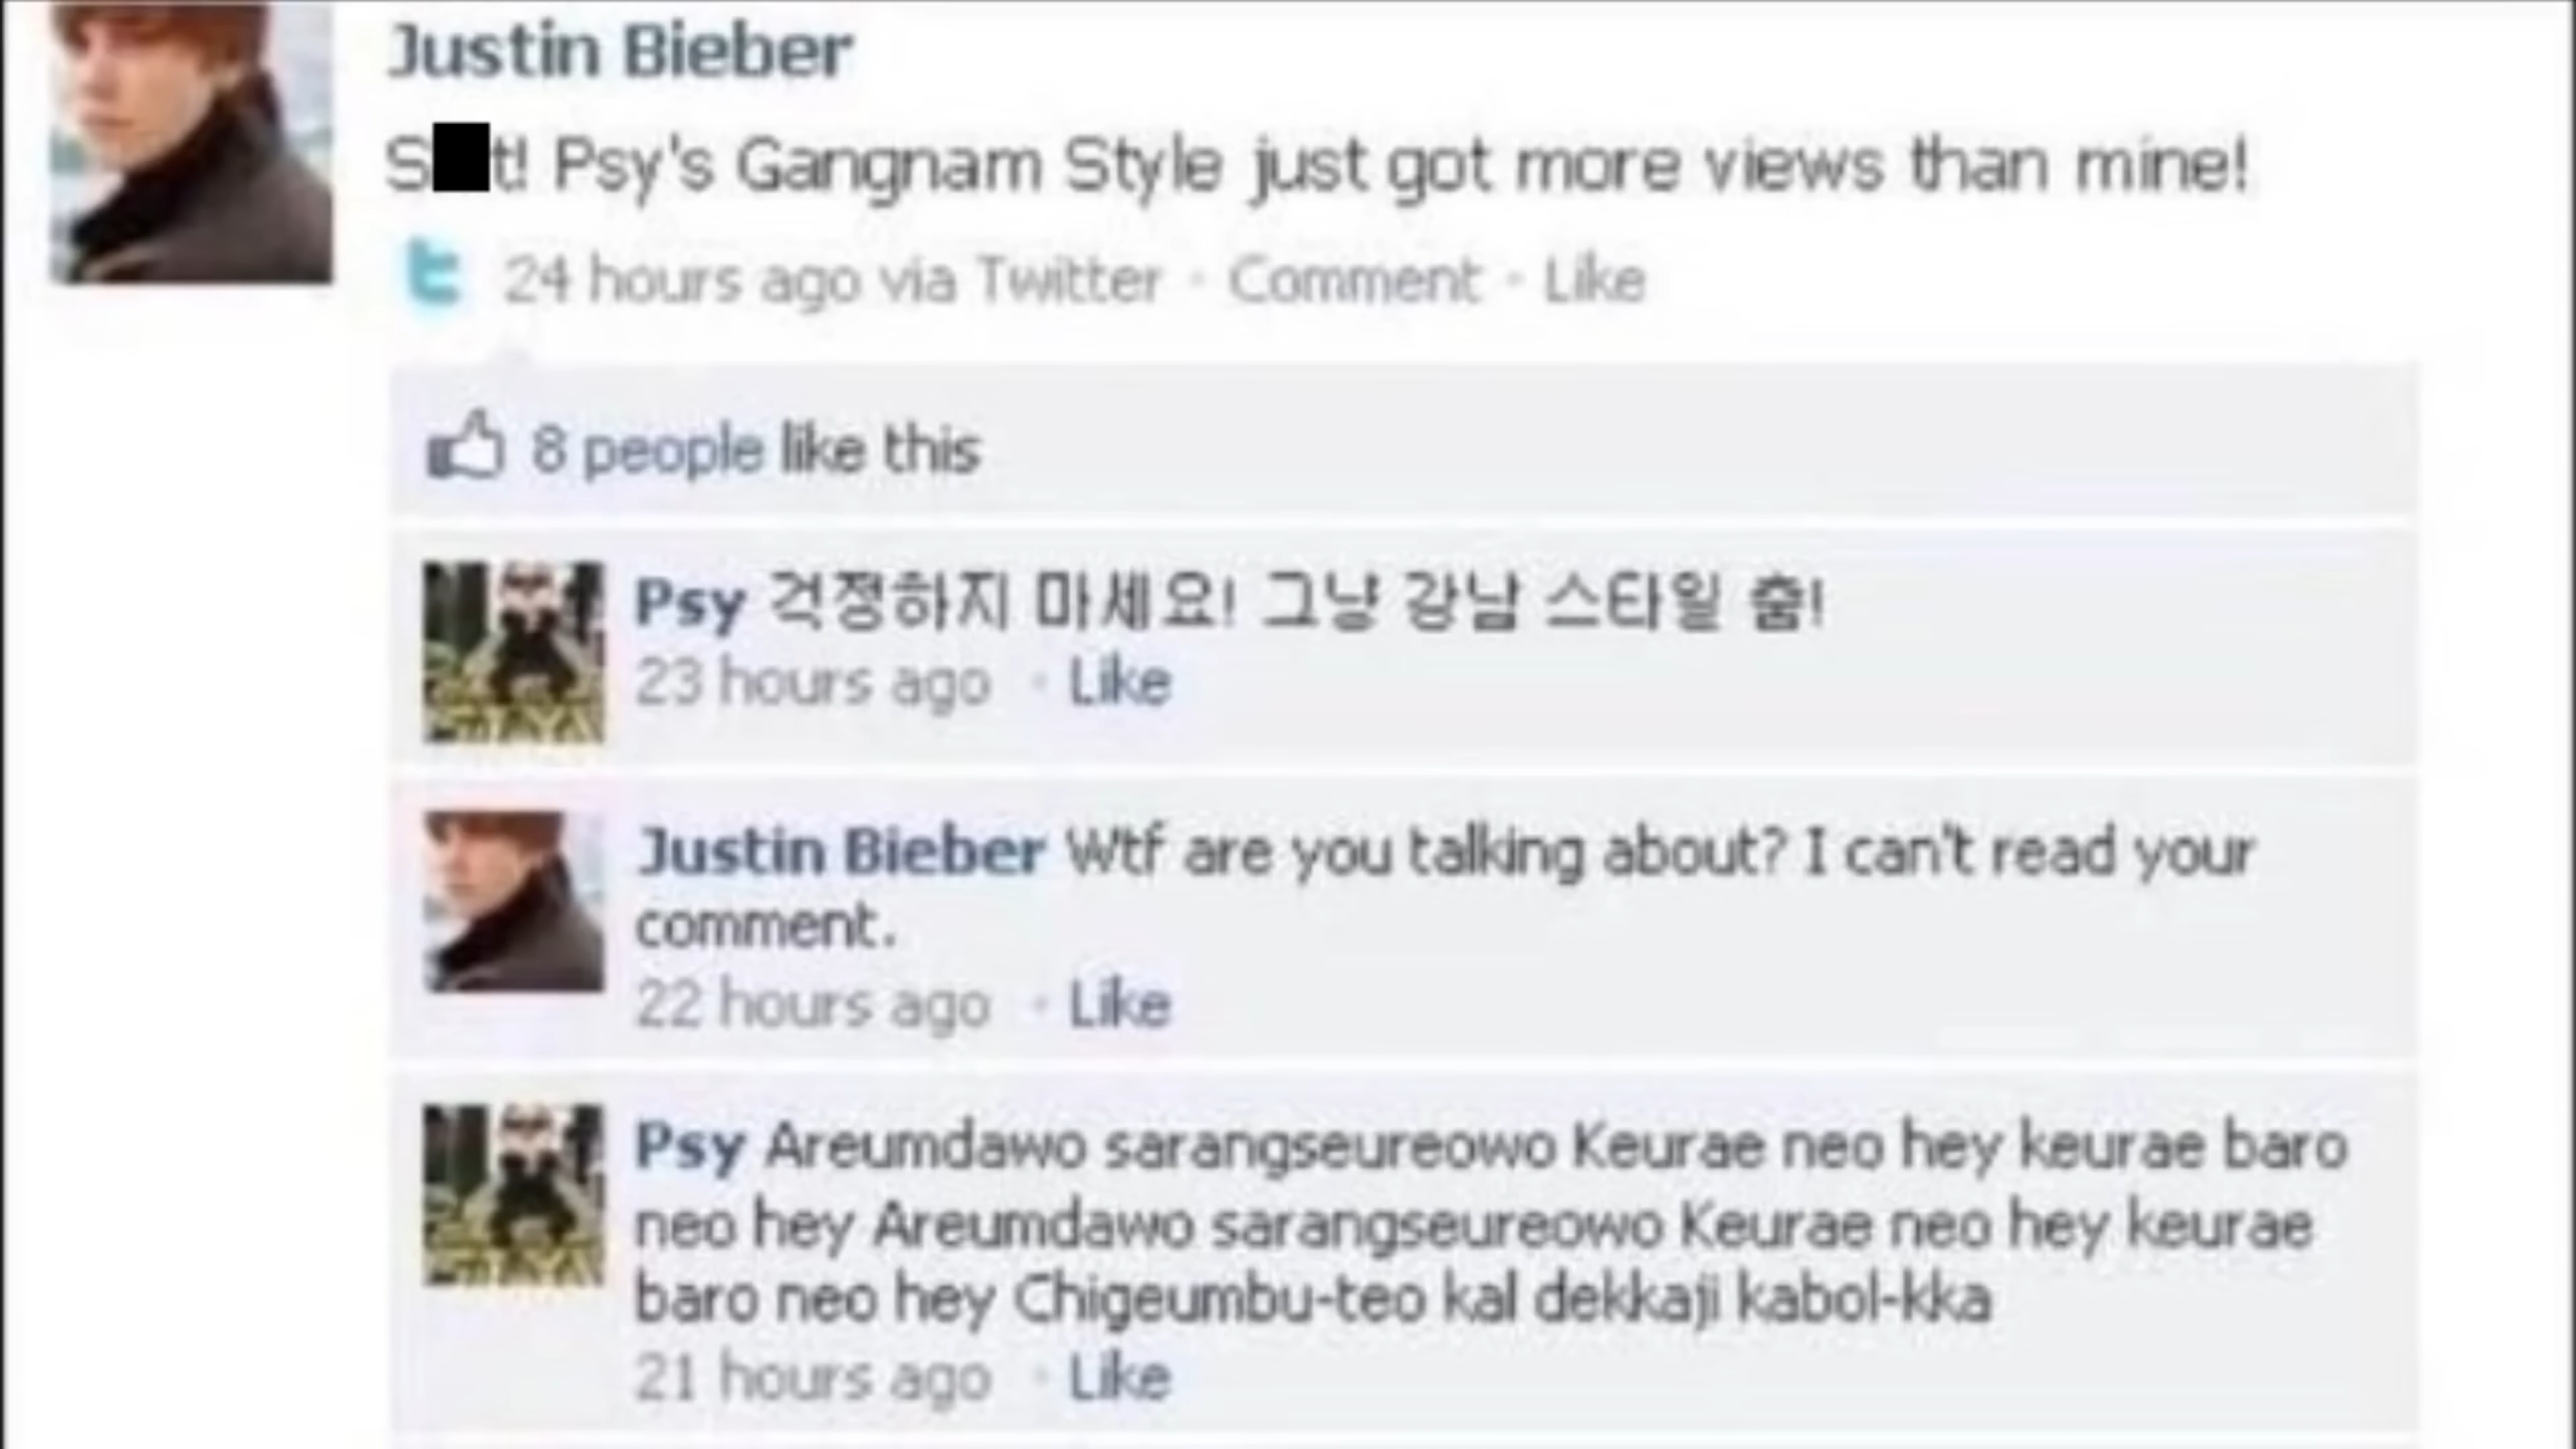 Justin Bieber
S t! Psy's Gangnam Style just got more views than mine!
24 hours ago via Twitter · Comment · Like
8 people like this
Psy 걱정하지 마세요! 그냥 강남 스타일 춤!
23 hours ago · Like
Justin Bieber Wtf are you talking about? I can't read your
comment.
22 hours ago · Like
Psy Areumdawo sarangseureowo Keurae neo hey keurae baro
neo hey Areumdawo sarangseureowo Keurae neo hey keurae
baro neo hey Chigeumbu-teo kal dekkaji kabol-kka
21 hours ago · Like